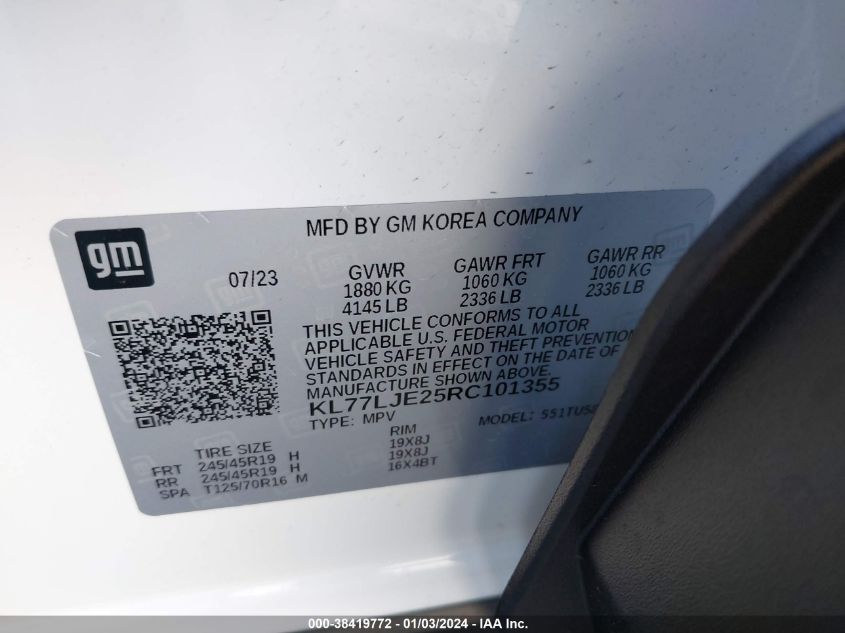 gm
MFD BY GM KOREA COMPANY
07/23
GVWR
1880 KG
4145 LB
GAWR FRT
1060 KG
2336 LB
GAWR RR
1060 KG
2336 LB
THIS VEHICLE CONFORMS TO ALL
APPLICABLE U.S. FEDERAL MOTOR
VEHICLE SAFETY AND THEFT PREVENTION
STANDARDS IN EFFECT ON THE DATE OF
MANUFACTURE SHOWN ABOVE.
KL77LJE25RC101355
TYPE: MPV
MODEL:
TIRE SIZE
RIM
FRT 245/45R19 H 19X8J
RR 245/45R19 H 19X8J
SPA T125/70R16 M 16X4BT
000-38419772 — 01/03/2024 — IAA Inc.